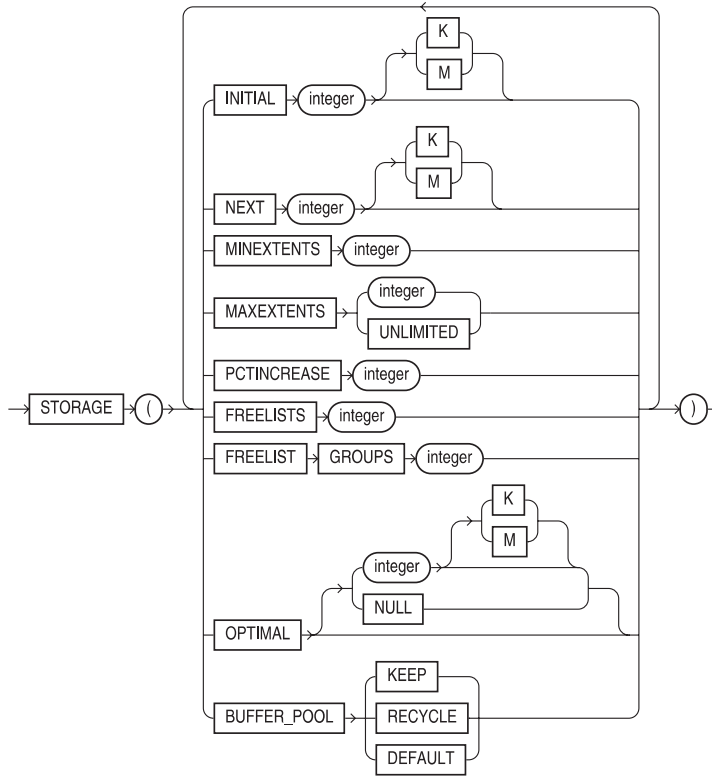 K
M
INITIAL integer
K
M
NEXT integer
MINEXTENTS integer
integer
MAXEXTENTS
UNLIMITED
PCTINCREASE integer
STORAGE ( )
FREELISTS integer
FREELIST GROUPS integer
K
M
integer
NULL
OPTIMAL
KEEP
BUFFER_POOL RECYCLE
DEFAULT